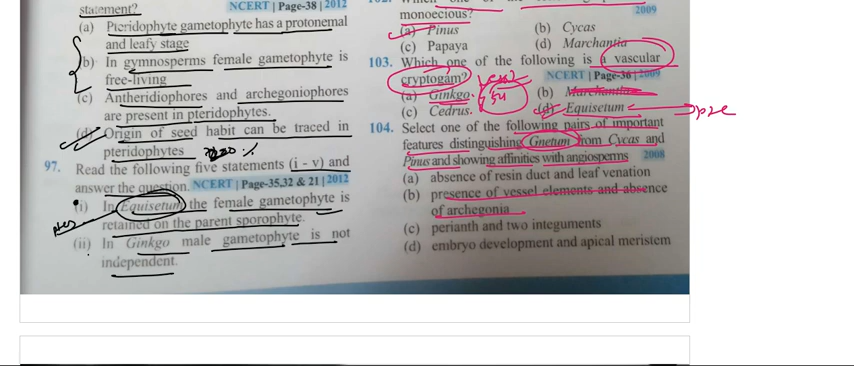 statement? NCERT | Page-38 | 2012
(a) Pteridophyte gametophyte has a protonemal
and leafy stage
b) In gymnosperms female gametophyte is
free-living
(c) Antheridiophores and archegoniophores
are present in pteridophytes.
(d) Origin of seed habit can be traced in
pteridophytes
97. Read the following five statements (i - v) and
answer the question. NCERT | Page-35,32 & 21 | 2012
(i) In Equisetum the female gametophyte is
retained on the parent sporophyte.
(ii) In Ginkgo male gametophyte is not
independent.
monoecious? 2009
(a) Pinus (b) Cycas
(c) Papaya (d) Marchantia
103. Which one of the following is a vascular
cryptogam? NCERT | Page-36 | 2009
(a) Ginkgo (b) Marchantia
(c) Cedrus. (d) Equisetum
104. Select one of the following pairs of important
features distinguishing Gnetum from Cycas and
Pinus and showing affinities with angiosperms 2008
(a) absence of resin duct and leaf venation
(b) presence of vessel elements and absence
of archegonia
(c) perianth and two integuments
(d) embryo development and apical meristem